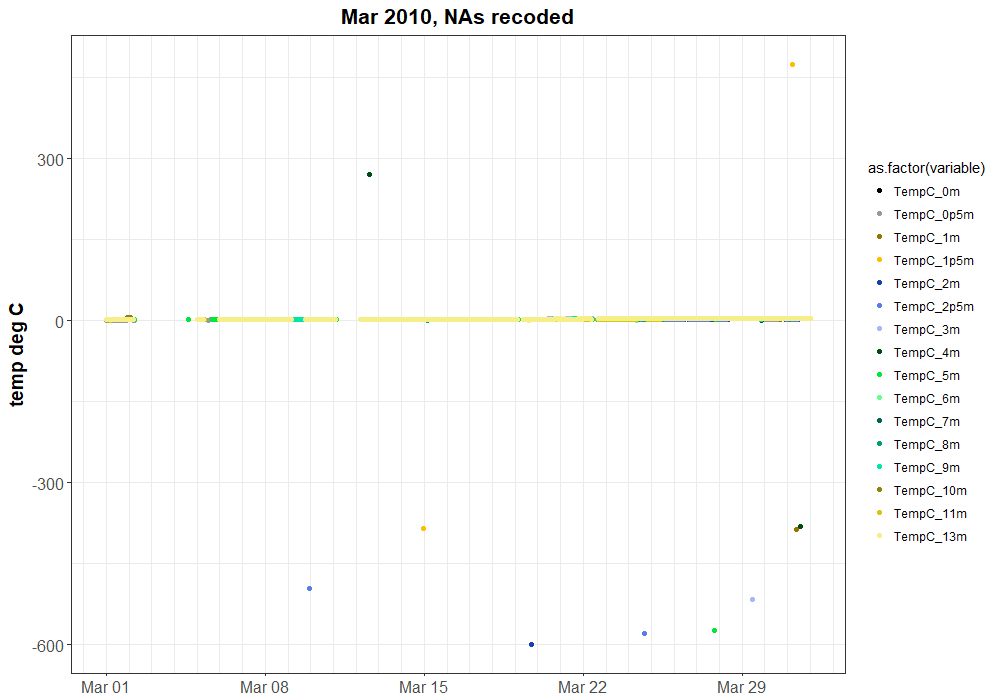 Mar 2010, NAs recoded
temp deg C
300
0
-300
-600
Mar 01 Mar 08 Mar 15 Mar 22 Mar 29
as.factor(variable)
TempC_0m
TempC_0p5m
TempC_1m
TempC_1p5m
TempC_2m
TempC_2p5m
TempC_3m
TempC_4m
TempC_5m
TempC_6m
TempC_7m
TempC_8m
TempC_9m
TempC_10m
TempC_11m
TempC_13m